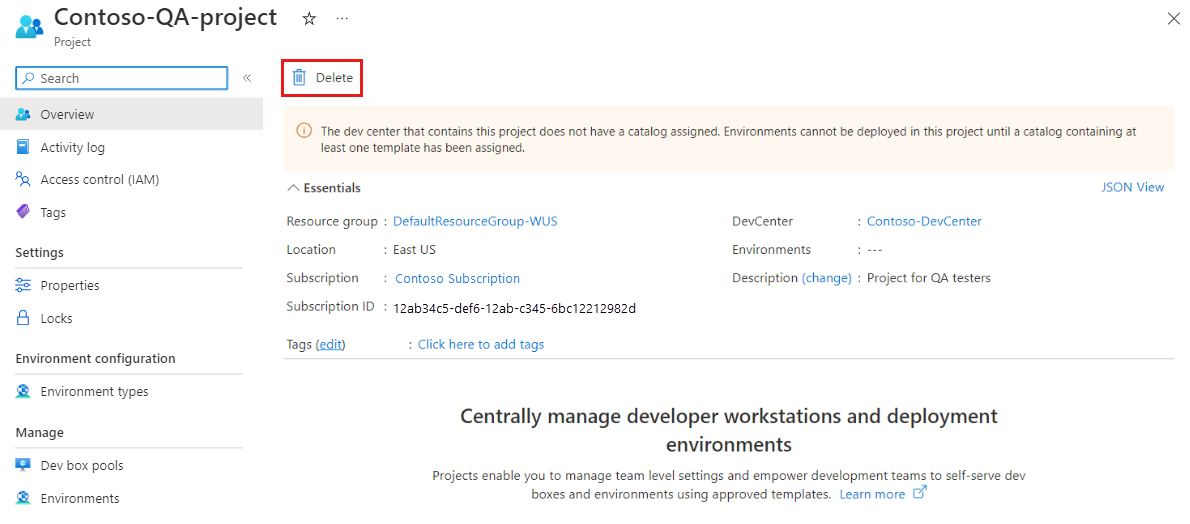 Contoso-QA-project
Project
Search
Overview
Activity log
Access control (IAM)
Tags
Settings
Properties
Locks
Environment configuration
Environment types
Manage
Dev box pools
Environments
Delete
The dev center that contains this project does not have a catalog assigned. Environments cannot be deployed in this project until a catalog containing at
least one template has been assigned.
Essentials
JSON View
Resource group : DefaultResourceGroup-WUS
Location : East US
Subscription : Contoso Subscription
Subscription ID : 12ab34c5-def6-12ab-c345-6bc12212982d
DevCenter : Contoso-DevCenter
Environments : ---
Description (change) : Project for QA testers
Tags (edit) : Click here to add tags
Centrally manage developer workstations and deployment
environments
Projects enable you to manage team level settings and empower development teams to self-serve dev
boxes and environments using approved templates. Learn more